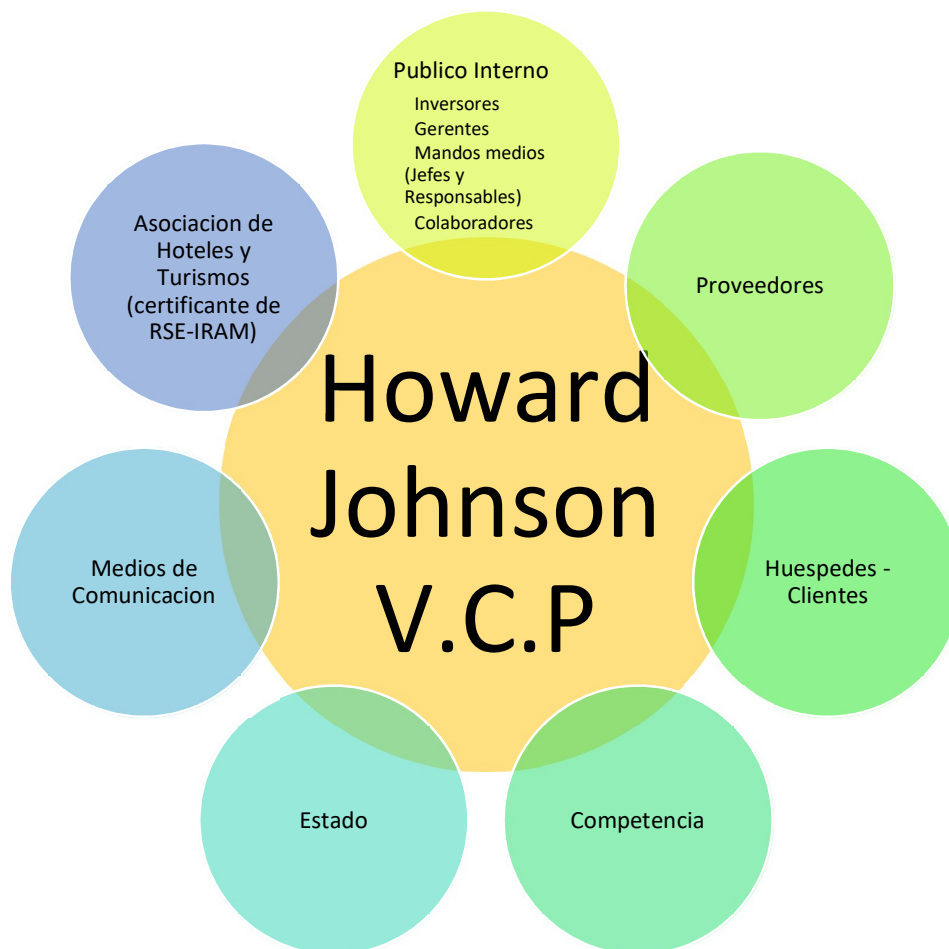 Publico Interno
Inversores
Gerentes
Mandos medios
(Jefes y
Responsables)
Colaboradores
Proveedores
Huespedes -
Clientes
Competencia
Estado
Medios de
Comunicacion
Asociacion de
Hoteles y
Turismos
(certificante de
RSE-IRAM)
Howard
Johnson
V.C.P